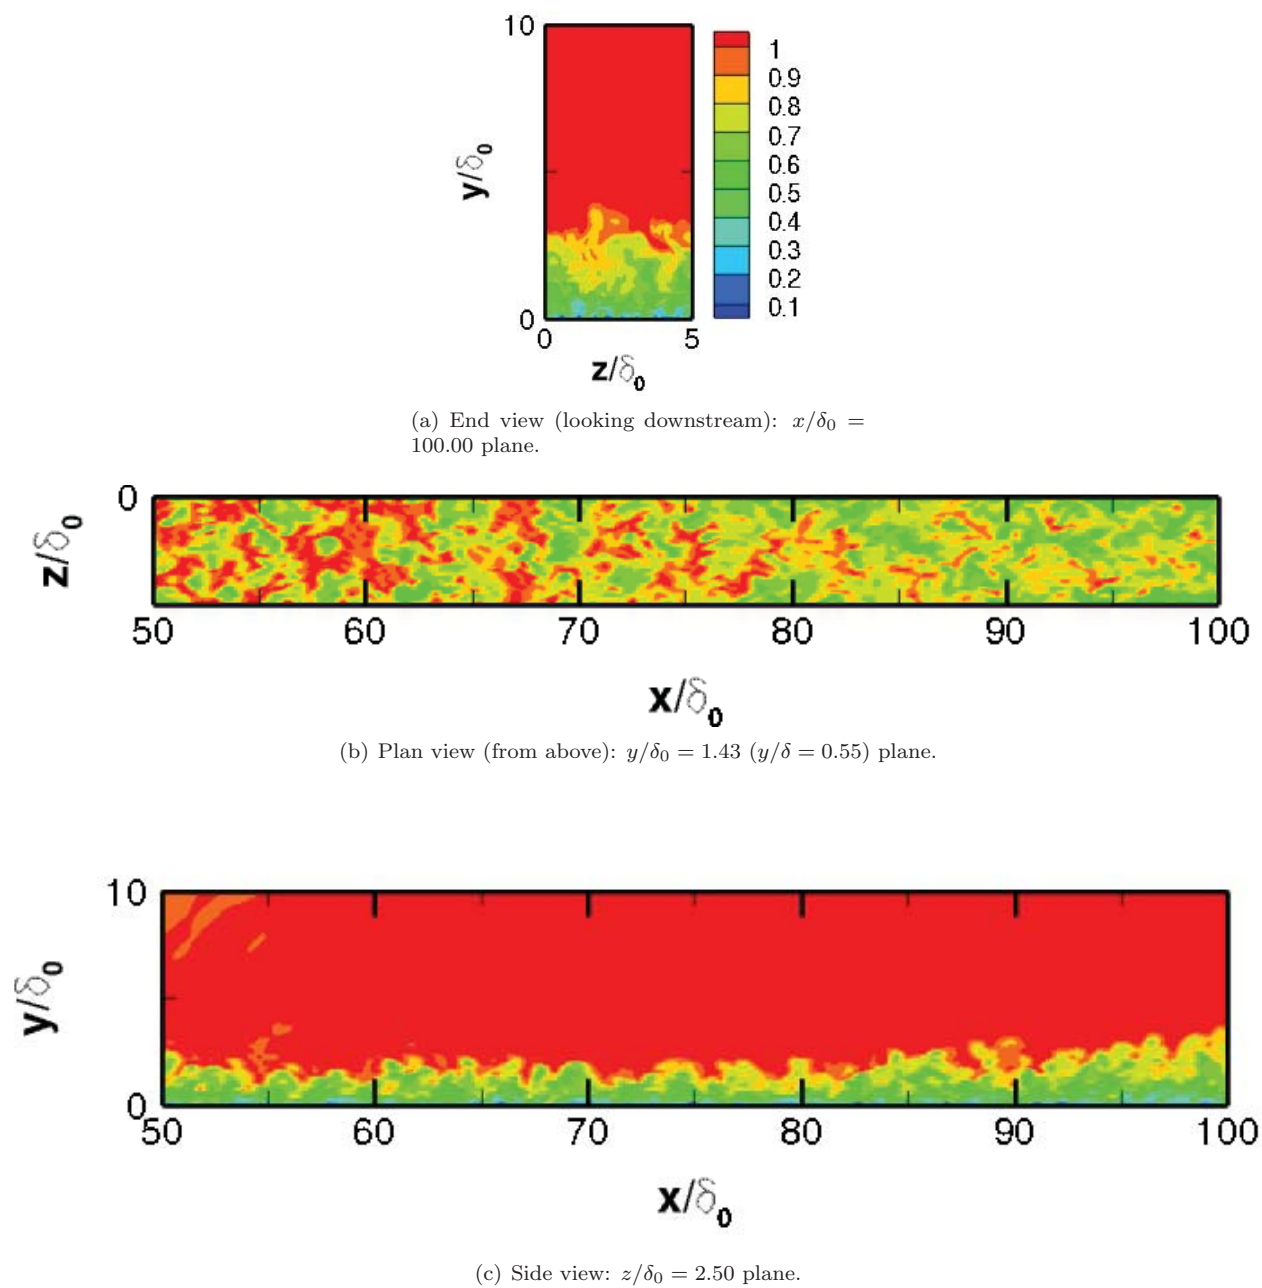 10
1
0.9
0.8
0.7
0.6
0.5
0.4
0.3
0.2
0.1
y/δ₀
0
0 5
z/δ₀
(a) End view (looking downstream): x/δ₀ =
100.00 plane.
0
z/δ₀
50 60 70 80 90 100
x/δ₀
(b) Plan view (from above): y/δ₀ = 1.43 (y/δ = 0.55) plane.
10
y/δ₀
0
50 60 70 80 90 100
x/δ₀
(c) Side view: z/δ₀ = 2.50 plane.